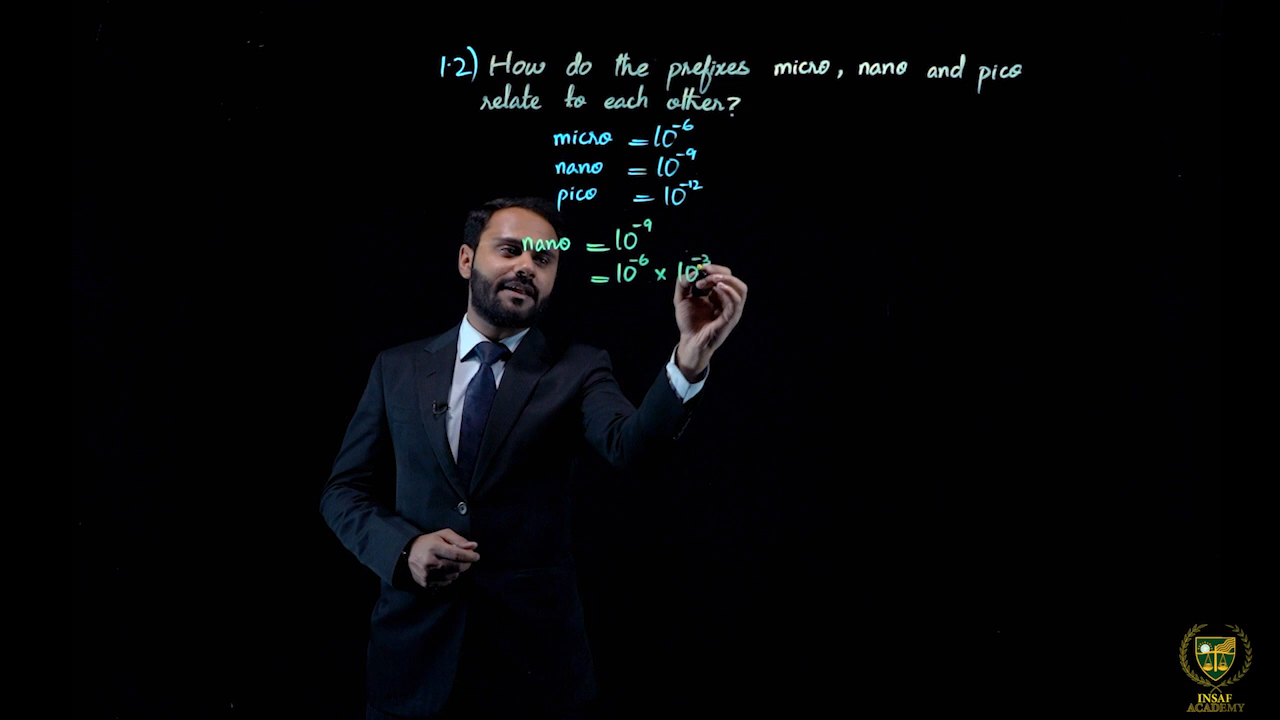 1.2) How do the prefixes micro, nano and pico
relate to each other?
micro = 10⁻⁶
nano = 10⁻⁹
pico = 10⁻¹²
nano = 10⁻⁹
= 10⁻⁶ × 10⁻³
INSAF
ACADEMY